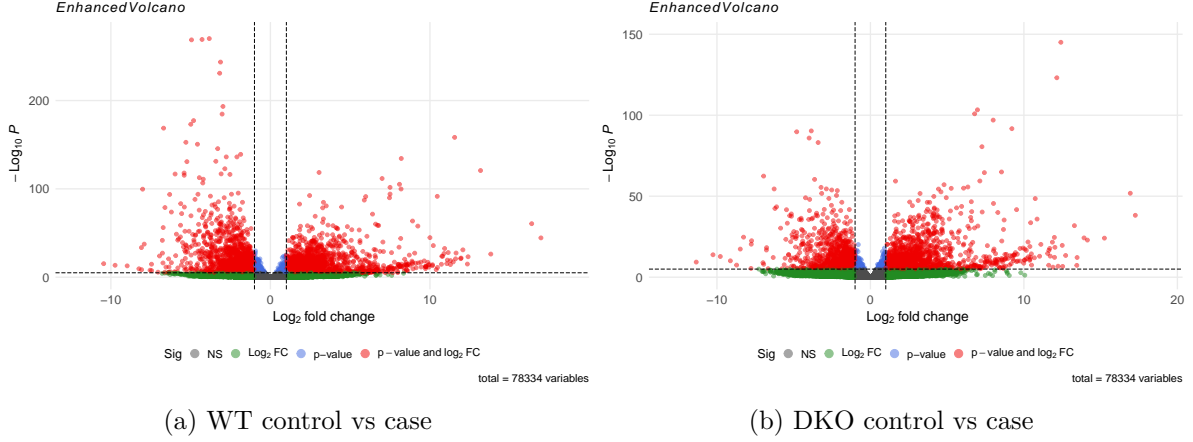 EnhancedVolcano
200
100
0
− Log10 P
−10
0
10
Log2 fold change
Sig NS Log2 FC p−value p − value and log2 FC
total = 78334 variables
(a) WT control vs case
EnhancedVolcano
150
100
50
0
− Log10 P
−10
0
10
20
Log2 fold change
Sig NS Log2 FC p−value p − value and log2 FC
total = 78334 variables
(b) DKO control vs case